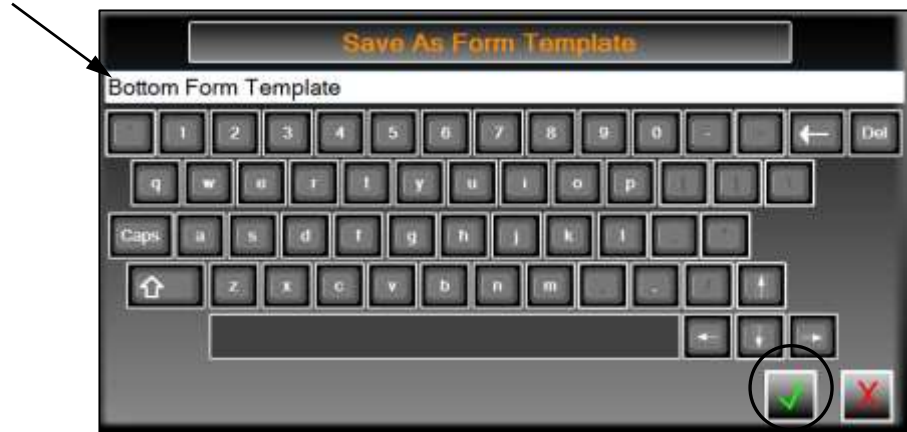 Save As Form Template
Bottom Form Template
1 2 3 4 5 6 7 8 9 0 - Del
q w e r t y u i o p
Caps a s d f g h j k l
z x c v b n m